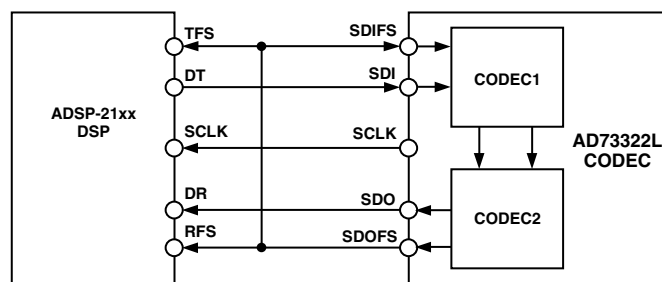 TFS
SDIFS
DT
SDI
CODEC1
ADSP-21xx
DSP
SCLK
SCLK
AD73322L
CODEC
DR
SDO
CODEC2
RFS
SDOFS